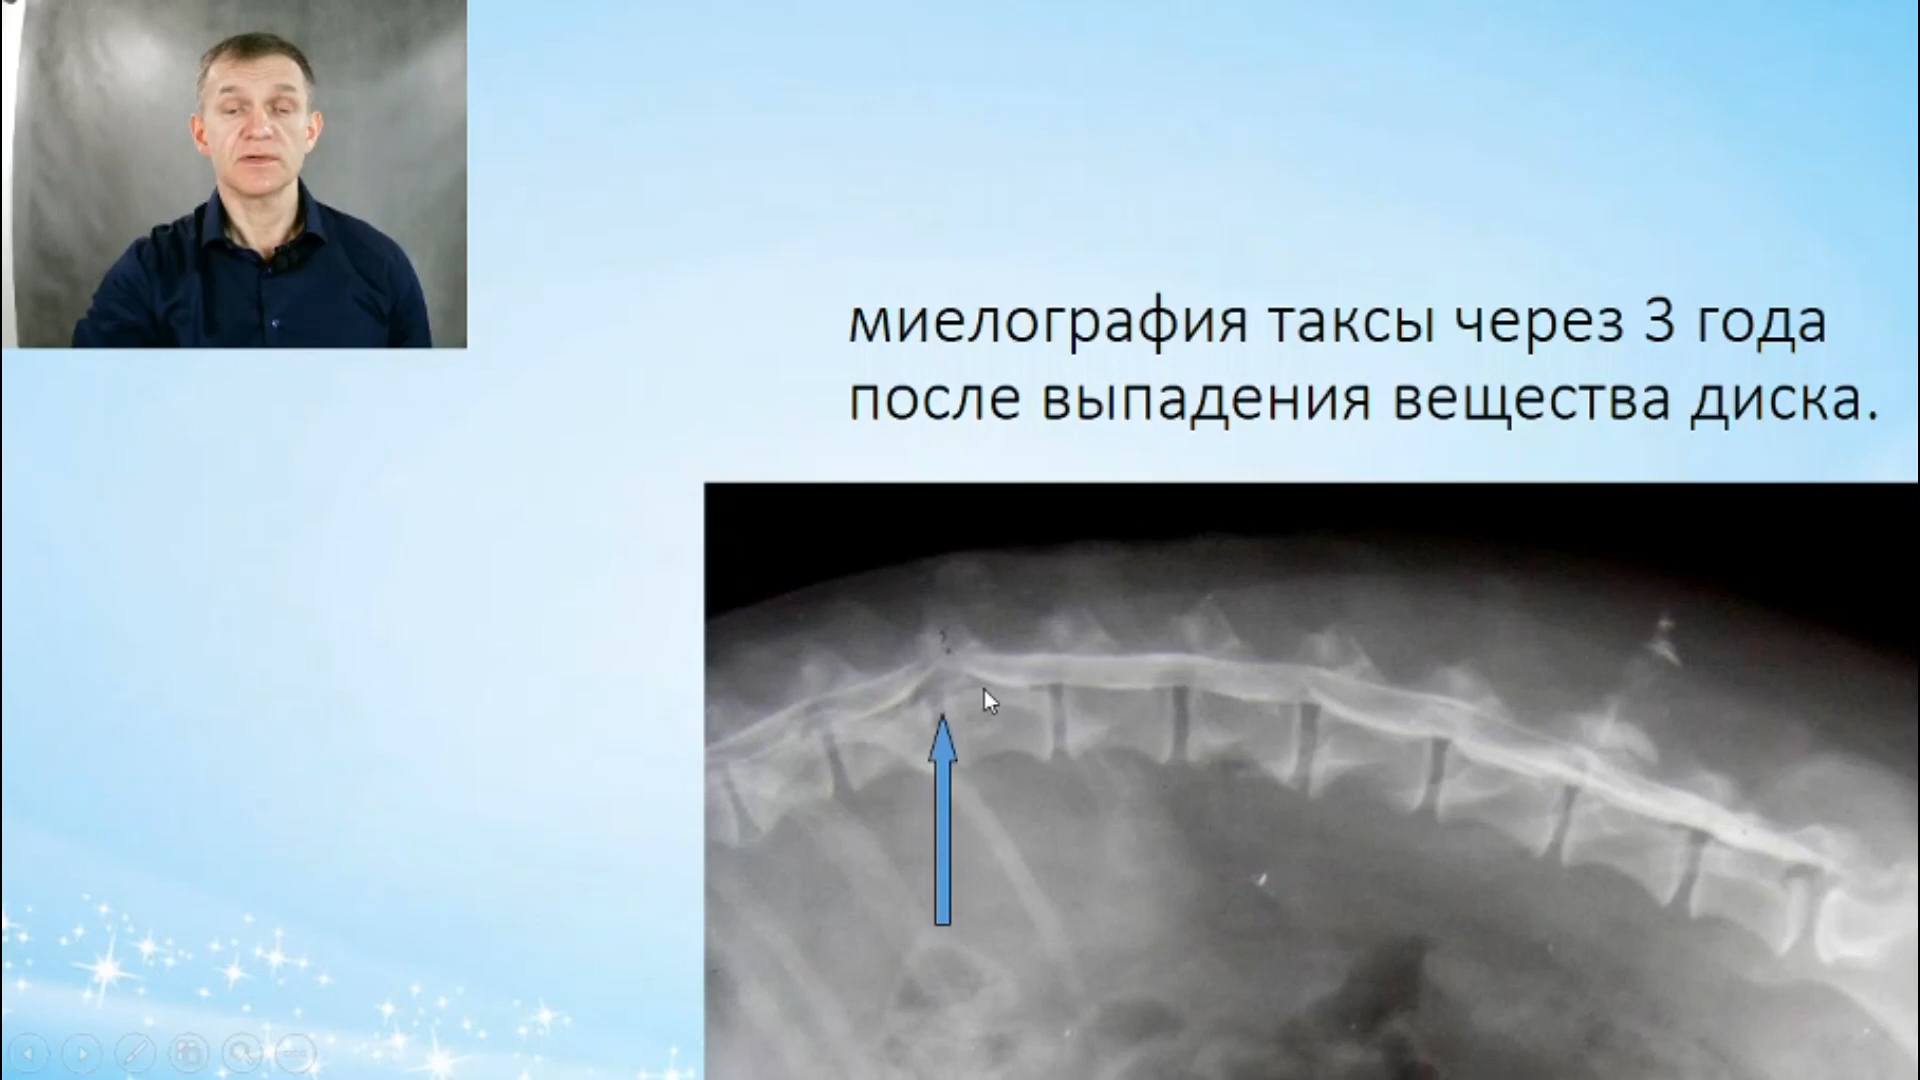 миелография таксы через 3 года
после выпадения вещества диска.